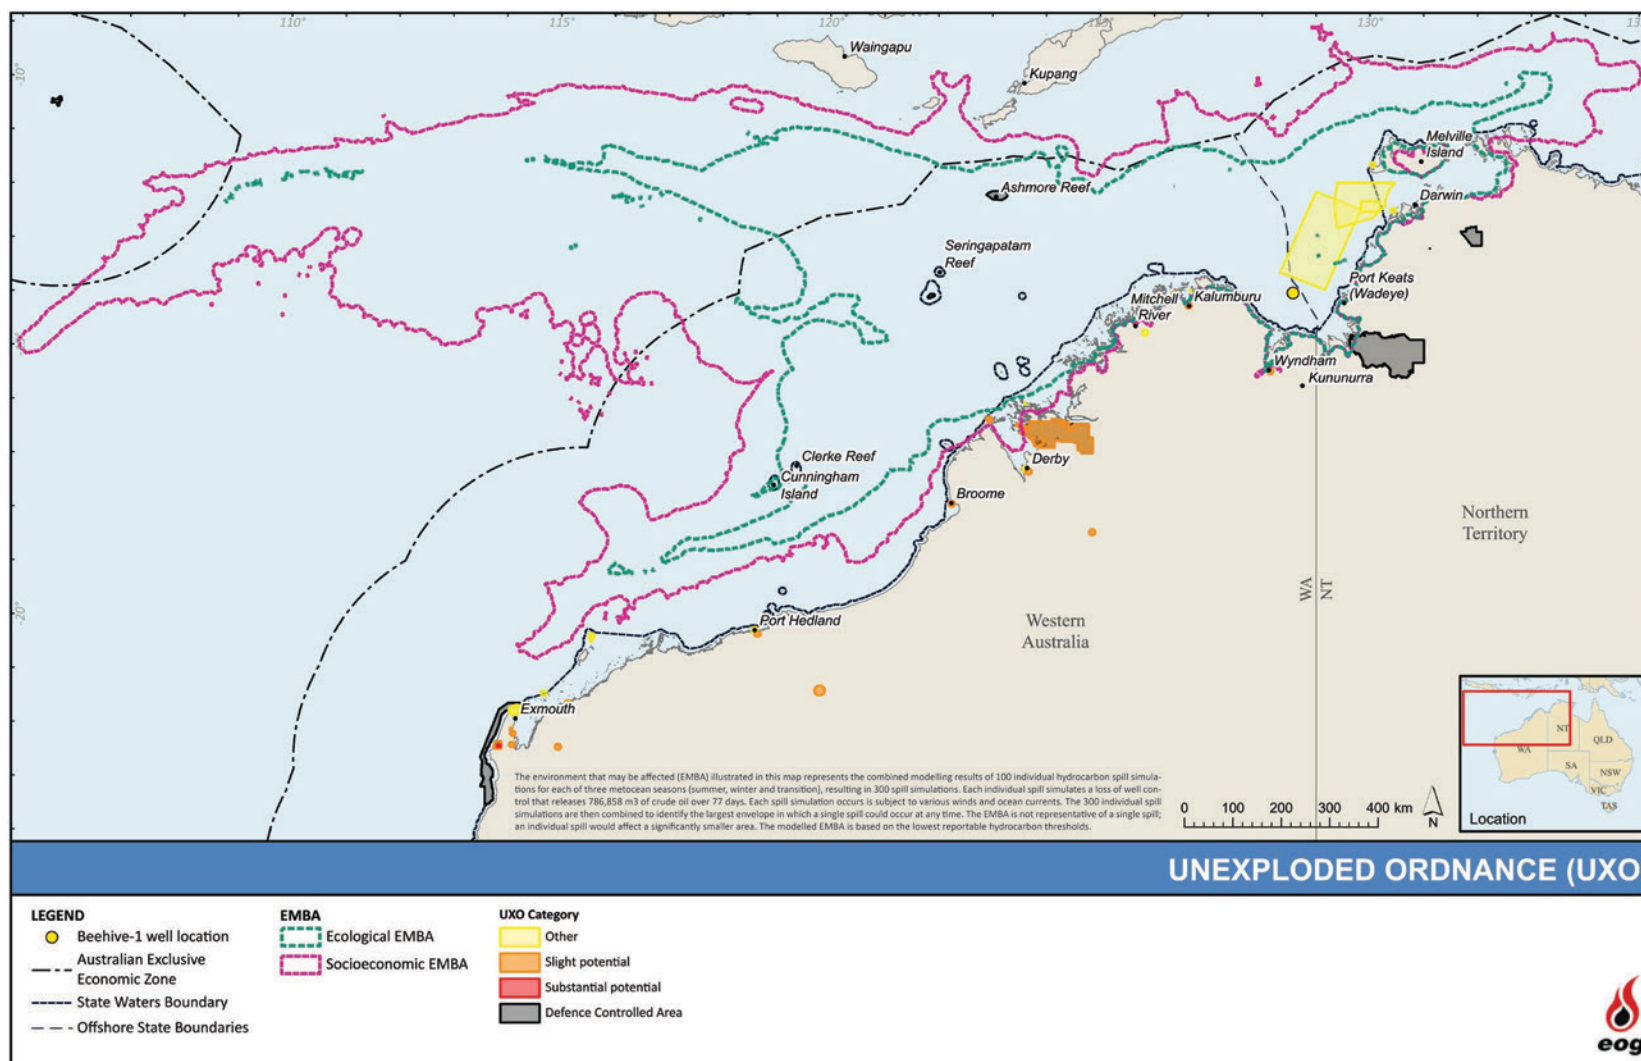 110°
115°
120°
125°
130°
-10°
-20°
Waingapu
Kupang
Melville
Island
Ashmore Reef
Darwin
Seringapatam
Reef
Port Keats
(Wadeye)
Mitchell
River
Kalumburu
Wyndham
Kununurra
Clerke Reef
Cunningham
Island
Derby
Broome
Northern
Territory
WA
NT
Port Hedland
Western
Australia
Exmouth
The environment that may be affected (EMBA) illustrated in this map represents the combined modelling results of 100 individual hydrocarbon spill simula-
tions for each of three metocean seasons (summer, winter and transition), resulting in 300 spill simulations. Each individual spill simulates a loss of well con-
trol that releases 786,858 m3 of crude oil over 77 days. Each spill simulation occurs is subject to various winds and ocean currents. The 300 individual spill
simulations are then combined to identify the largest envelope in which a single spill could occur at any time. The EMBA is not representative of a single spill;
an individual spill would affect a significantly smaller area. The modelled EMBA is based on the lowest reportable hydrocarbon thresholds.
0 100 200 300 400 km
N
WA
NT
QLD
SA
NSW
VIC
TAS
Location
UNEXPLODED ORDNANCE (UXO
LEGEND
Beehive-1 well location
Australian Exclusive
Economic Zone
State Waters Boundary
Offshore State Boundaries
EMBA
Ecological EMBA
Socioeconomic EMBA
UXO Category
Other
Slight potential
Substantial potential
Defence Controlled Area
eog